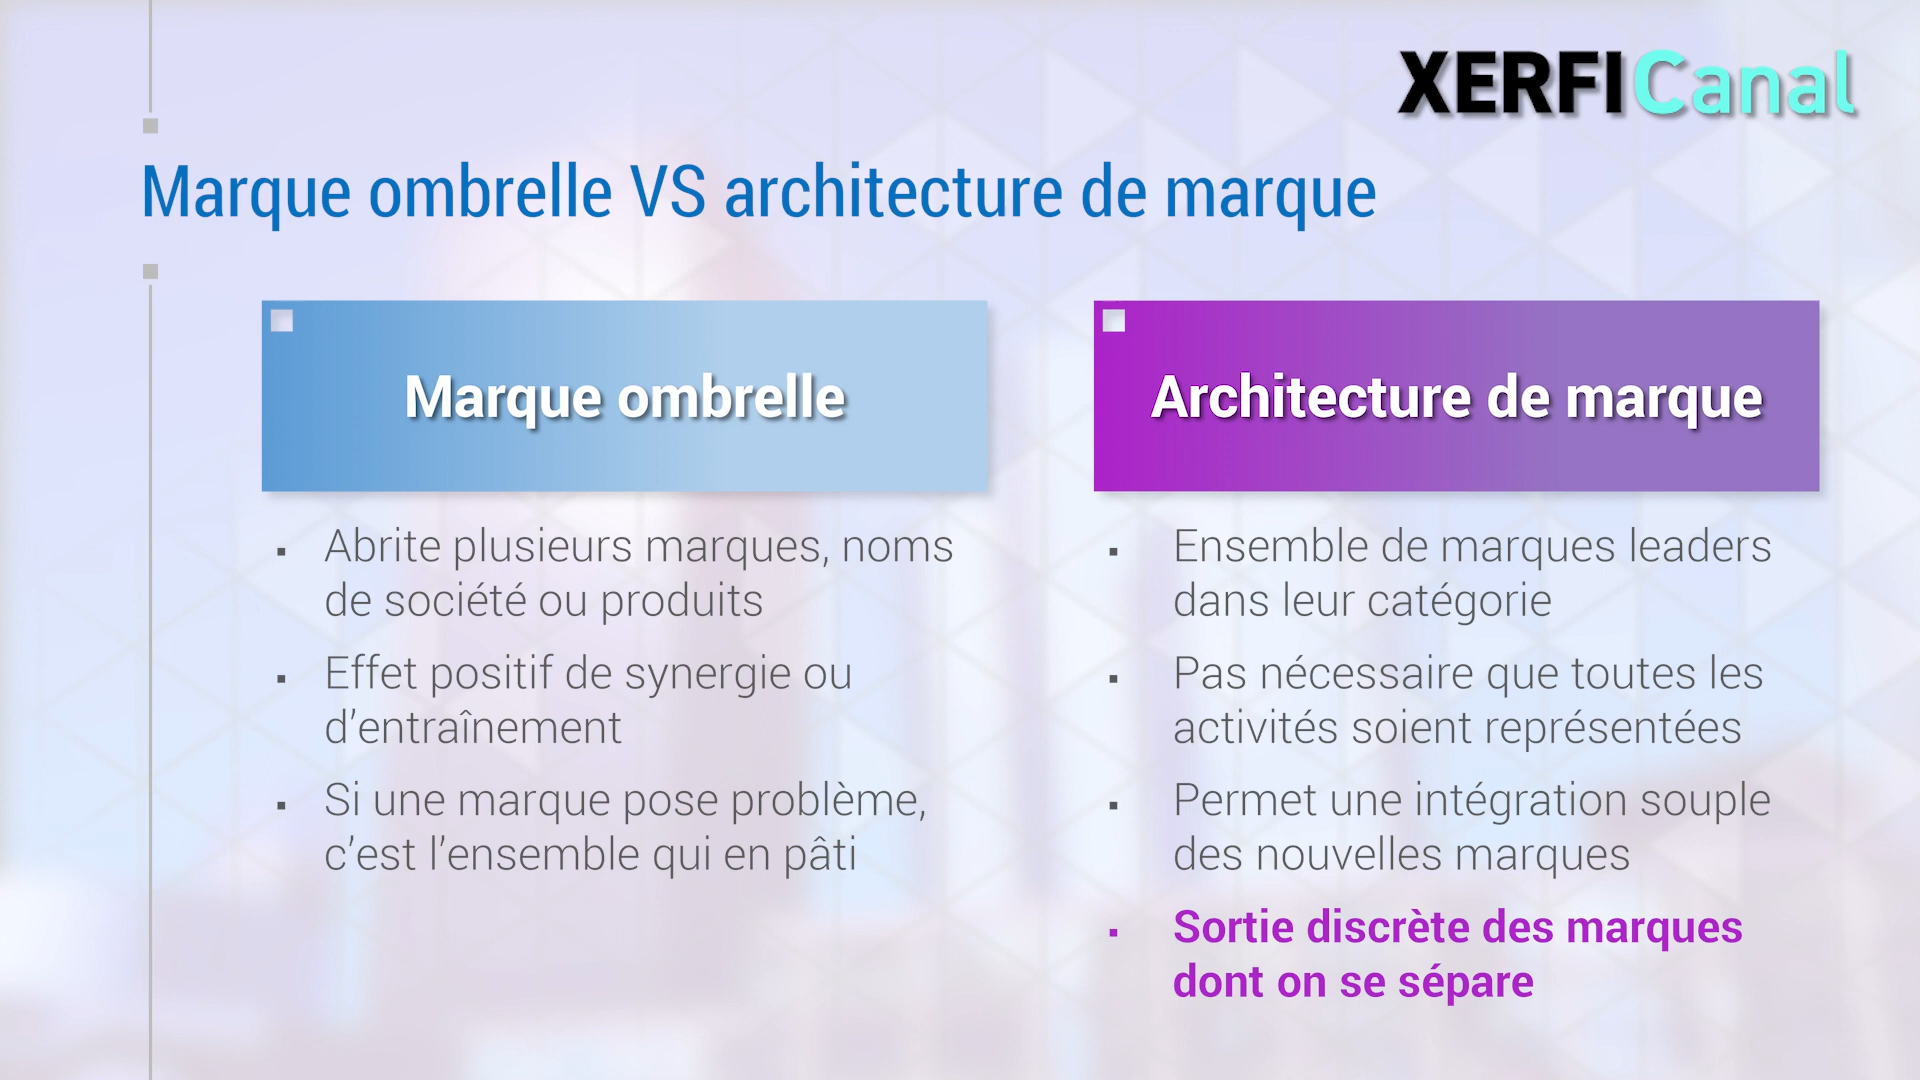 XERFI Canal
Marque ombrelle VS architecture de marque
Marque ombrelle
Abrite plusieurs marques, noms
de société ou produits
Effet positif de synergie ou
d’entraînement
Si une marque pose problème,
c’est l’ensemble qui en pâti
Architecture de marque
Ensemble de marques leaders
dans leur catégorie
Pas nécessaire que toutes les
activités soient représentées
Permet une intégration souple
des nouvelles marques
Sortie discrète des marques
dont on se sépare